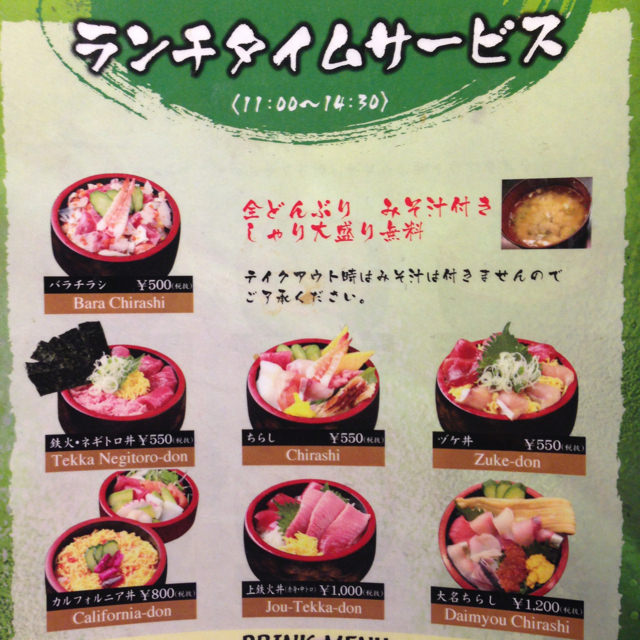 ランチタイムサービス
〈11:00〜14:30〉
全どんぶり みそ汁付き
しゃり大盛り無料
テイクアウト時はみそ汁は付きませんので
ご了承ください。
バラチラシ ¥500(税抜)
Bara Chirashi
鉄火・ネギトロ丼 ¥550(税抜)
Tekka Negitoro-don
ちらし ¥550(税抜)
Chirashi
ヅケ丼 ¥550(税抜)
Zuke-don
カルフォルニア丼 ¥800(税抜)
California-don
上鉄火丼(赤身・中トロ) ¥1,000(税抜)
Jou-Tekka-don
大名ちらし ¥1,200(税抜)
Daimyou Chirashi
DRINK MENU